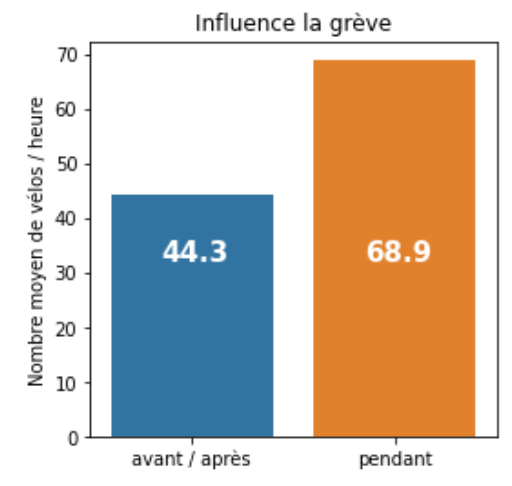 Influence la grève
Nombre moyen de vélos / heure
70
60
50
40
30
20
10
0
44.3
68.9
avant / après
pendant